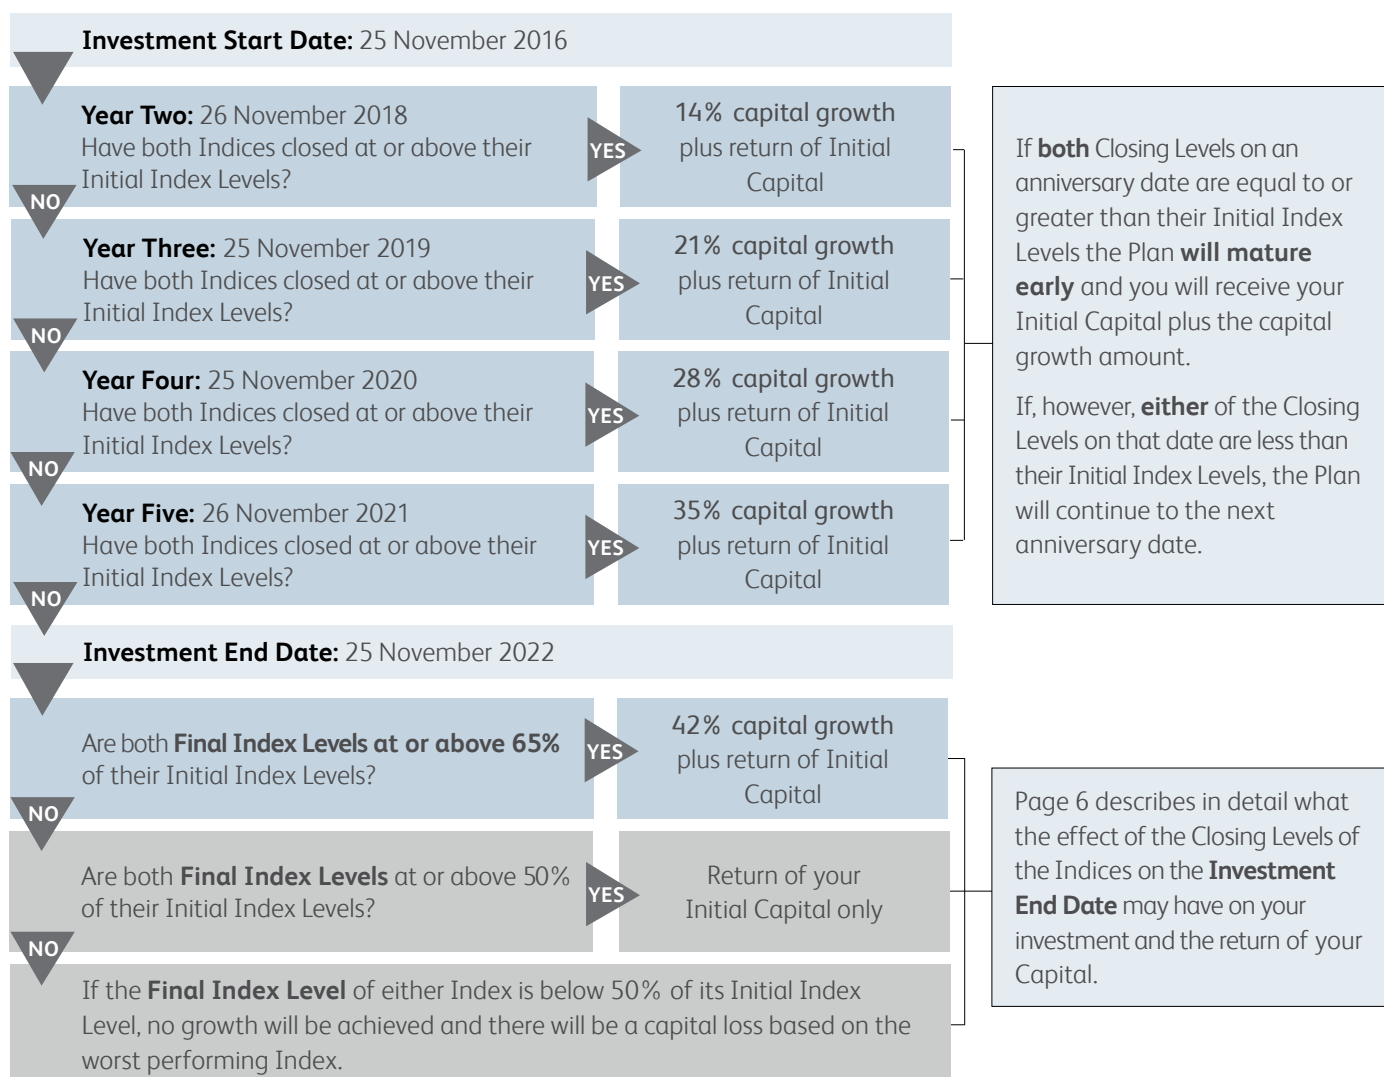 Investment Start Date: 25 November 2016
Year Two: 26 November 2018
Have both Indices closed at or above their
Initial Index Levels?
YES
14% capital growth
plus return of Initial
Capital
NO
Year Three: 25 November 2019
Have both Indices closed at or above their
Initial Index Levels?
YES
21% capital growth
plus return of Initial
Capital
NO
Year Four: 25 November 2020
Have both Indices closed at or above their
Initial Index Levels?
YES
28% capital growth
plus return of Initial
Capital
NO
Year Five: 26 November 2021
Have both Indices closed at or above their
Initial Index Levels?
YES
35% capital growth
plus return of Initial
Capital
NO
If both Closing Levels on an
anniversary date are equal to or
greater than their Initial Index
Levels the Plan will mature
early and you will receive your
Initial Capital plus the capital
growth amount.
If, however, either of the Closing
Levels on that date are less than
their Initial Index Levels, the Plan
will continue to the next
anniversary date.
Investment End Date: 25 November 2022
Are both Final Index Levels at or above 65%
of their Initial Index Levels?
YES
42% capital growth
plus return of Initial
Capital
NO
Are both Final Index Levels at or above 50%
of their Initial Index Levels?
YES
Return of your
Initial Capital only
NO
If the Final Index Level of either Index is below 50% of its Initial Index
Level, no growth will be achieved and there will be a capital loss based on the
worst performing Index.
Page 6 describes in detail what
the effect of the Closing Levels of
the Indices on the Investment
End Date may have on your
investment and the return of your
Capital.